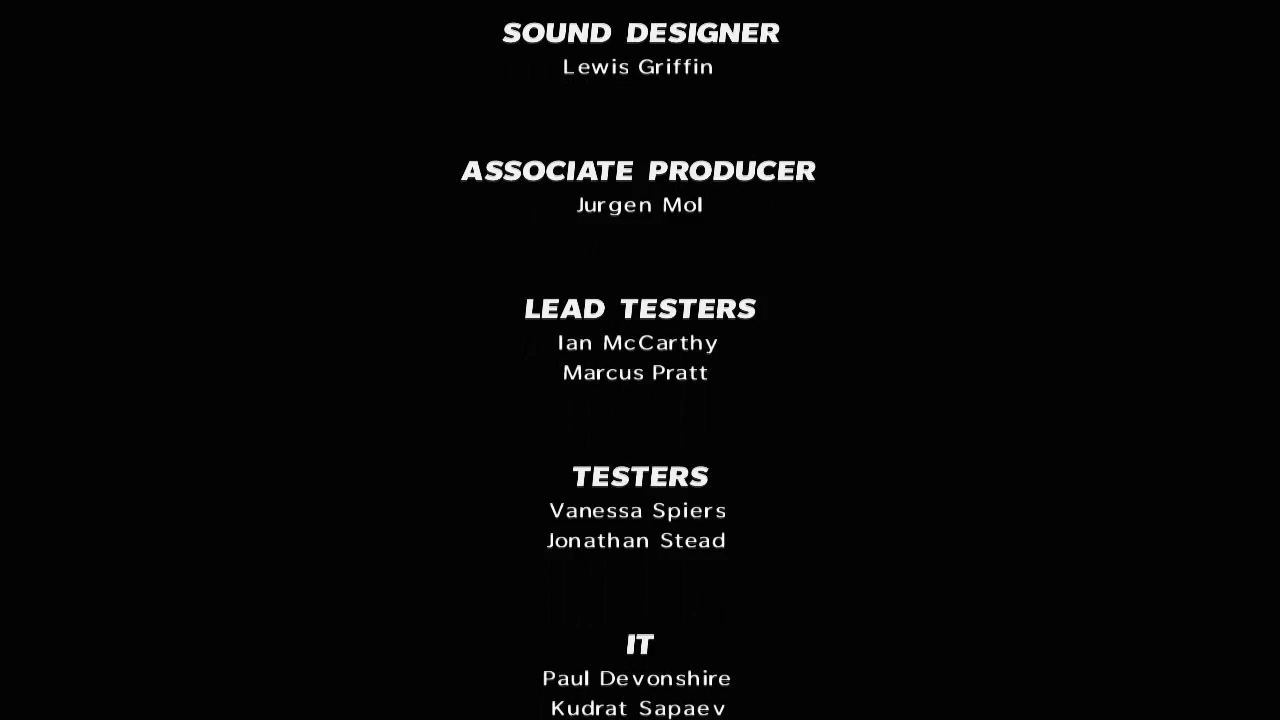 SOUND DESIGNER
Lewis Griffin
ASSOCIATE PRODUCER
Jurgen Mol
LEAD TESTERS
Ian McCarthy
Marcus Pratt
TESTERS
Vanessa Spiers
Jonathan Stead
IT
Paul Devonshire
Kudrat Sapaev